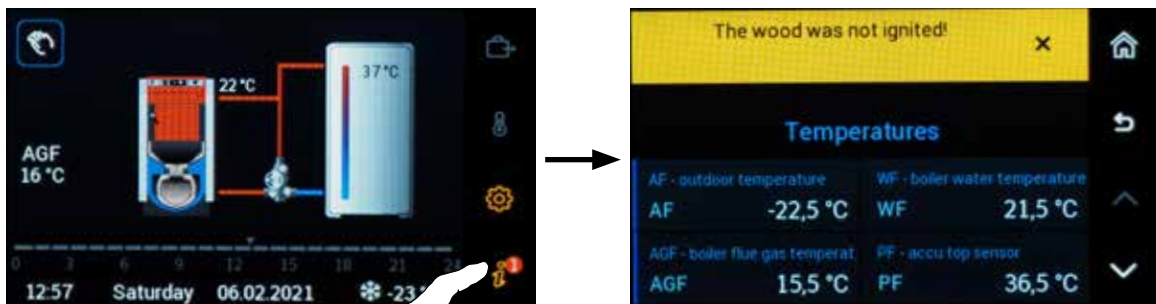 22 °C
37 °C
AGF
16 °C
0 3 6 9 12 15 18 21 24
12:57 Saturday 06.02.2021 -23
i 1
The wood was not ignited!
Temperatures
AF - outdoor temperature WF - boiler water temperature
AF -22,5 °C WF 21,5 °C
AGF - boiler flue gas temperat PF - accu top sensor
AGF 15,5 °C PF 36,5 °C